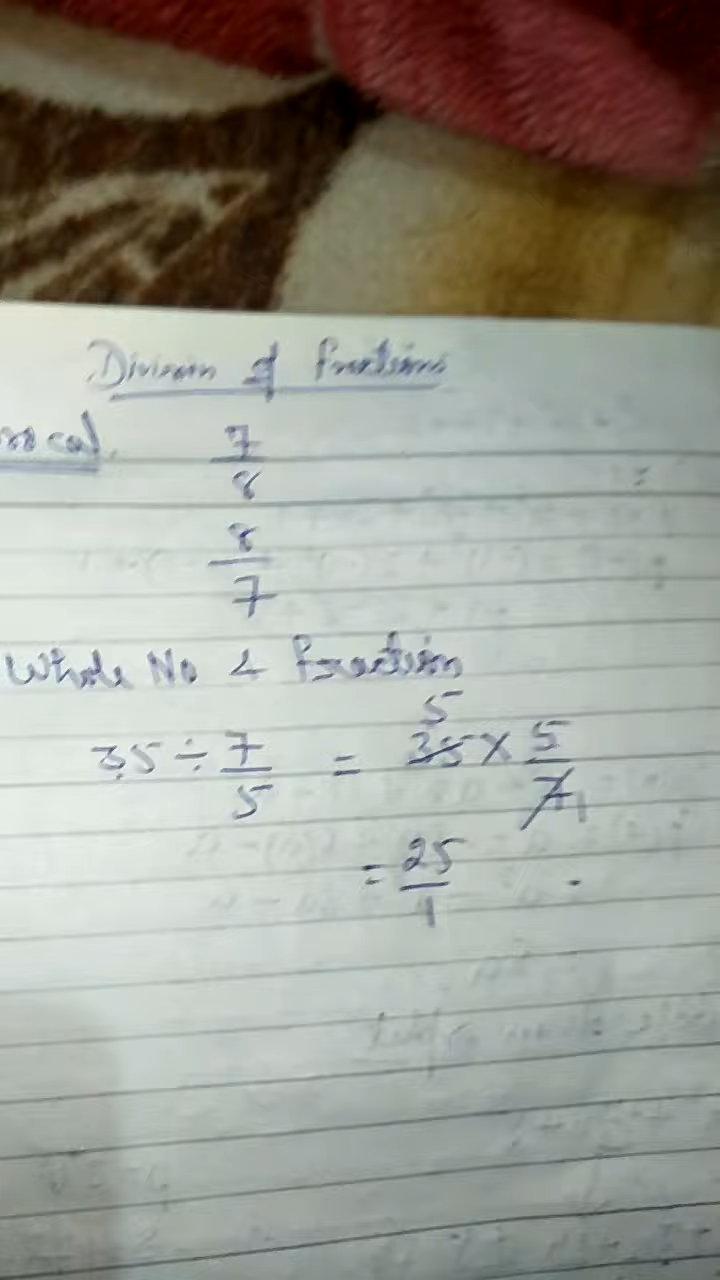 Division of fractions
rocal. 7/8
8/7
Whole No & fraction
35 ÷ 7/5 = 35 5 × 5/7 1
= 25/1